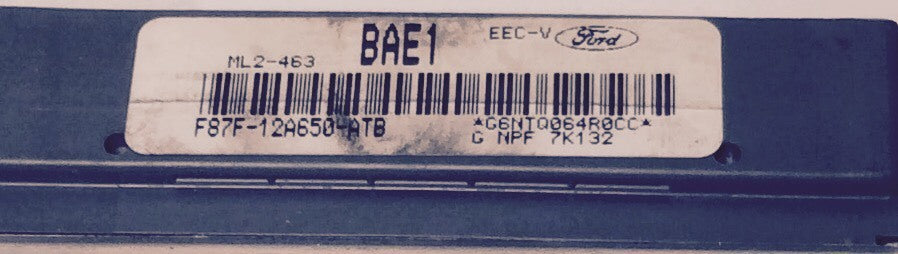 BAE1
EEC-V Ford
ML2-463
F87F-12A650-ATB
*G6NTQ064R0CC*
G NPF 7K132